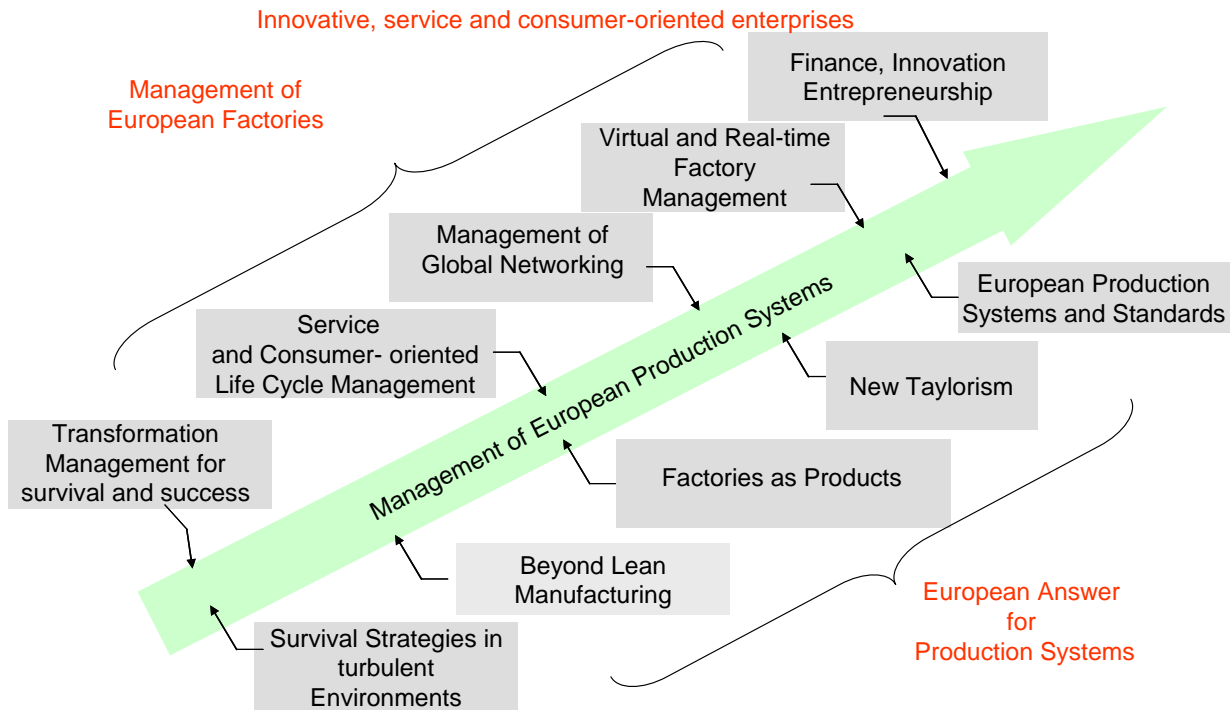 Innovative, service and consumer-oriented enterprises
Management of
European Factories
Finance, Innovation
Entrepreneurship
Virtual and Real-time
Factory
Management
Management of
Global Networking
Service
and Consumer- oriented
Life Cycle Management
Transformation
Management for
survival and success
Management of European Production Systems
European Production
Systems and Standards
New Taylorism
Factories as Products
Beyond Lean
Manufacturing
Survival Strategies in
turbulent
Environments
European Answer
for
Production Systems